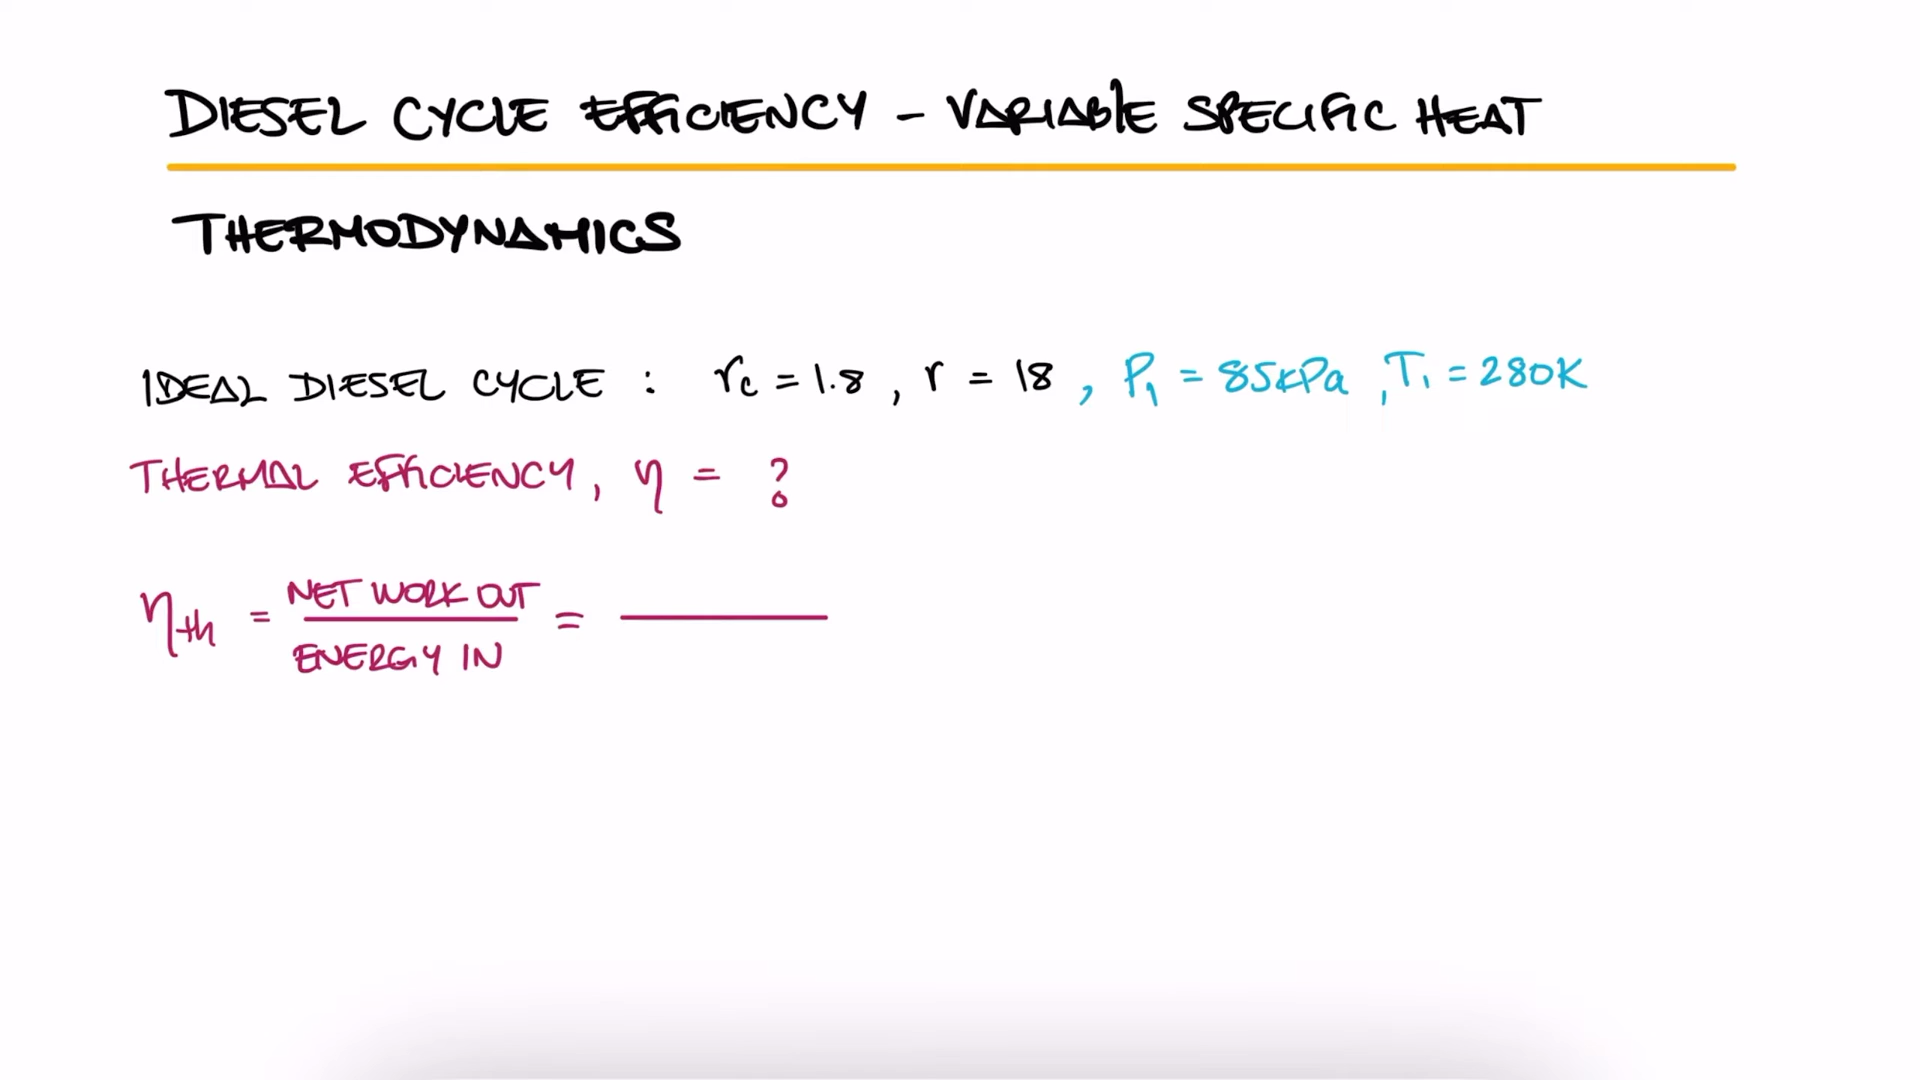 DIESEL CYCLE EFFICIENCY - VARIABLE SPECIFIC HEAT
THERMODYNAMICS
IDEAL DIESEL CYCLE : rc = 1.8 , r = 18 , P1 = 85kPa , T1 = 280K
THERMAL EFFICIENCY, η = ?
ηth = NET WORK OUT / ENERGY IN =